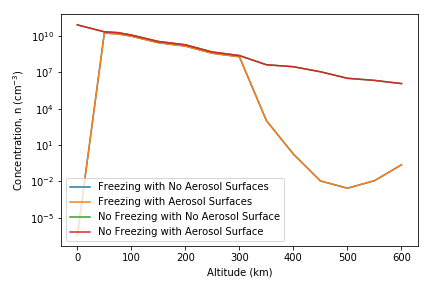 Concentration, n (cm⁻³)
10¹⁰
10⁷
10⁴
10¹
10⁻²
10⁻⁵
Freezing with No Aerosol Surfaces
Freezing with Aerosol Surfaces
No Freezing with No Aerosol Surface
No Freezing with Aerosol Surface
0 100 200 300 400 500 600
Altitude (km)